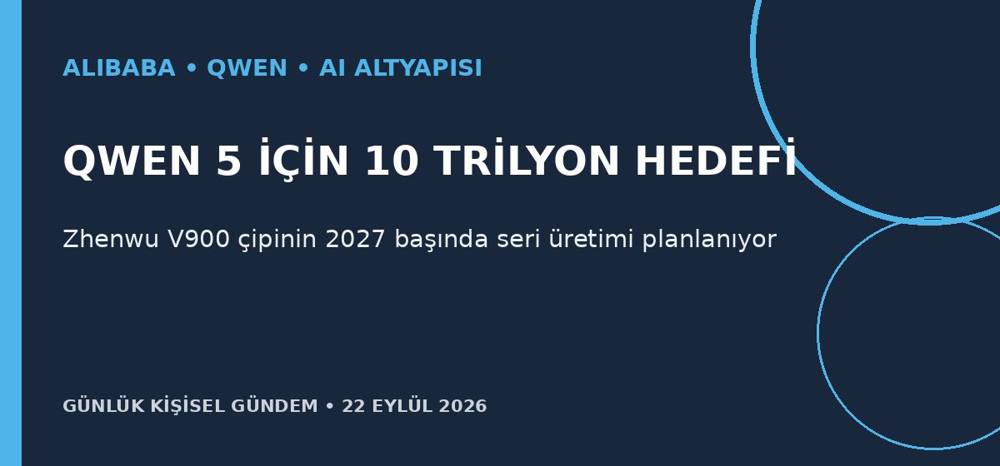 ALIBABA • QWEN • AI ALTYAPISI
QWEN 5 İÇİN 10 TRİLYON HEDEFİ
Zhenwu V900 çipinin 2027 başında seri üretimi planlanıyor
GÜNLÜK KİŞİSEL GÜNDEM • 22 EYLÜL 2026